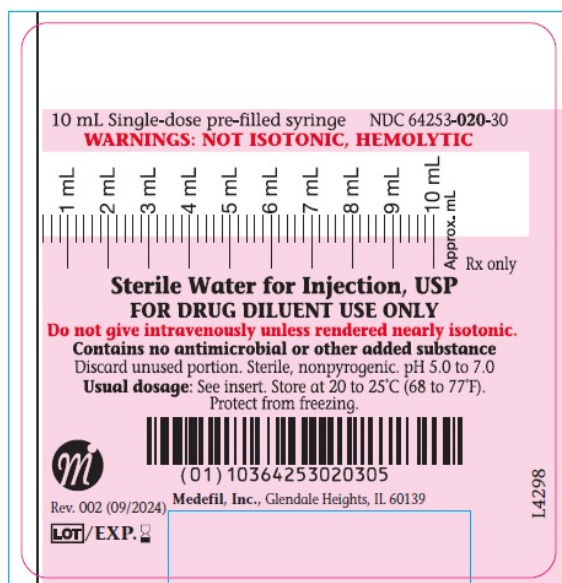 10 mL Single-dose pre-filled syringe NDC 64253-020-30
WARNINGS: NOT ISOTONIC, HEMOLYTIC
1 mL 2 mL 3 mL 4 mL 5 mL 6 mL 7 mL 8 mL 9 mL 10 mL Approx. mL
Rx only
Sterile Water for Injection, USP
FOR DRUG DILUENT USE ONLY
Do not give intravenously unless rendered nearly isotonic.
Contains no antimicrobial or other added substance
Discard unused portion. Sterile, nonpyrogenic. pH 5.0 to 7.0
Usual dosage: See insert. Store at 20 to 25˚C (68 to 77˚F).
Protect from freezing.
(01)10364253020305
m
Medefil, Inc., Glendale Heights, IL 60139
Rev. 002 (09/2024)
LOT/EXP.
L4298